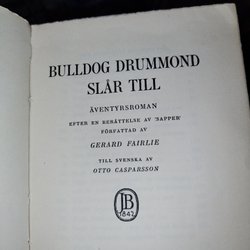 BULLDOG DRUMMOND
SLÅR TILL
ÄVENTYRSROMAN
EFTER EN BERÄTTELSE AV 'SAPPER'
FÖRFATTAD AV
GERARD FAIRLIE
TILL SVENSKA AV
OTTO CASPARSSON
JB
1842